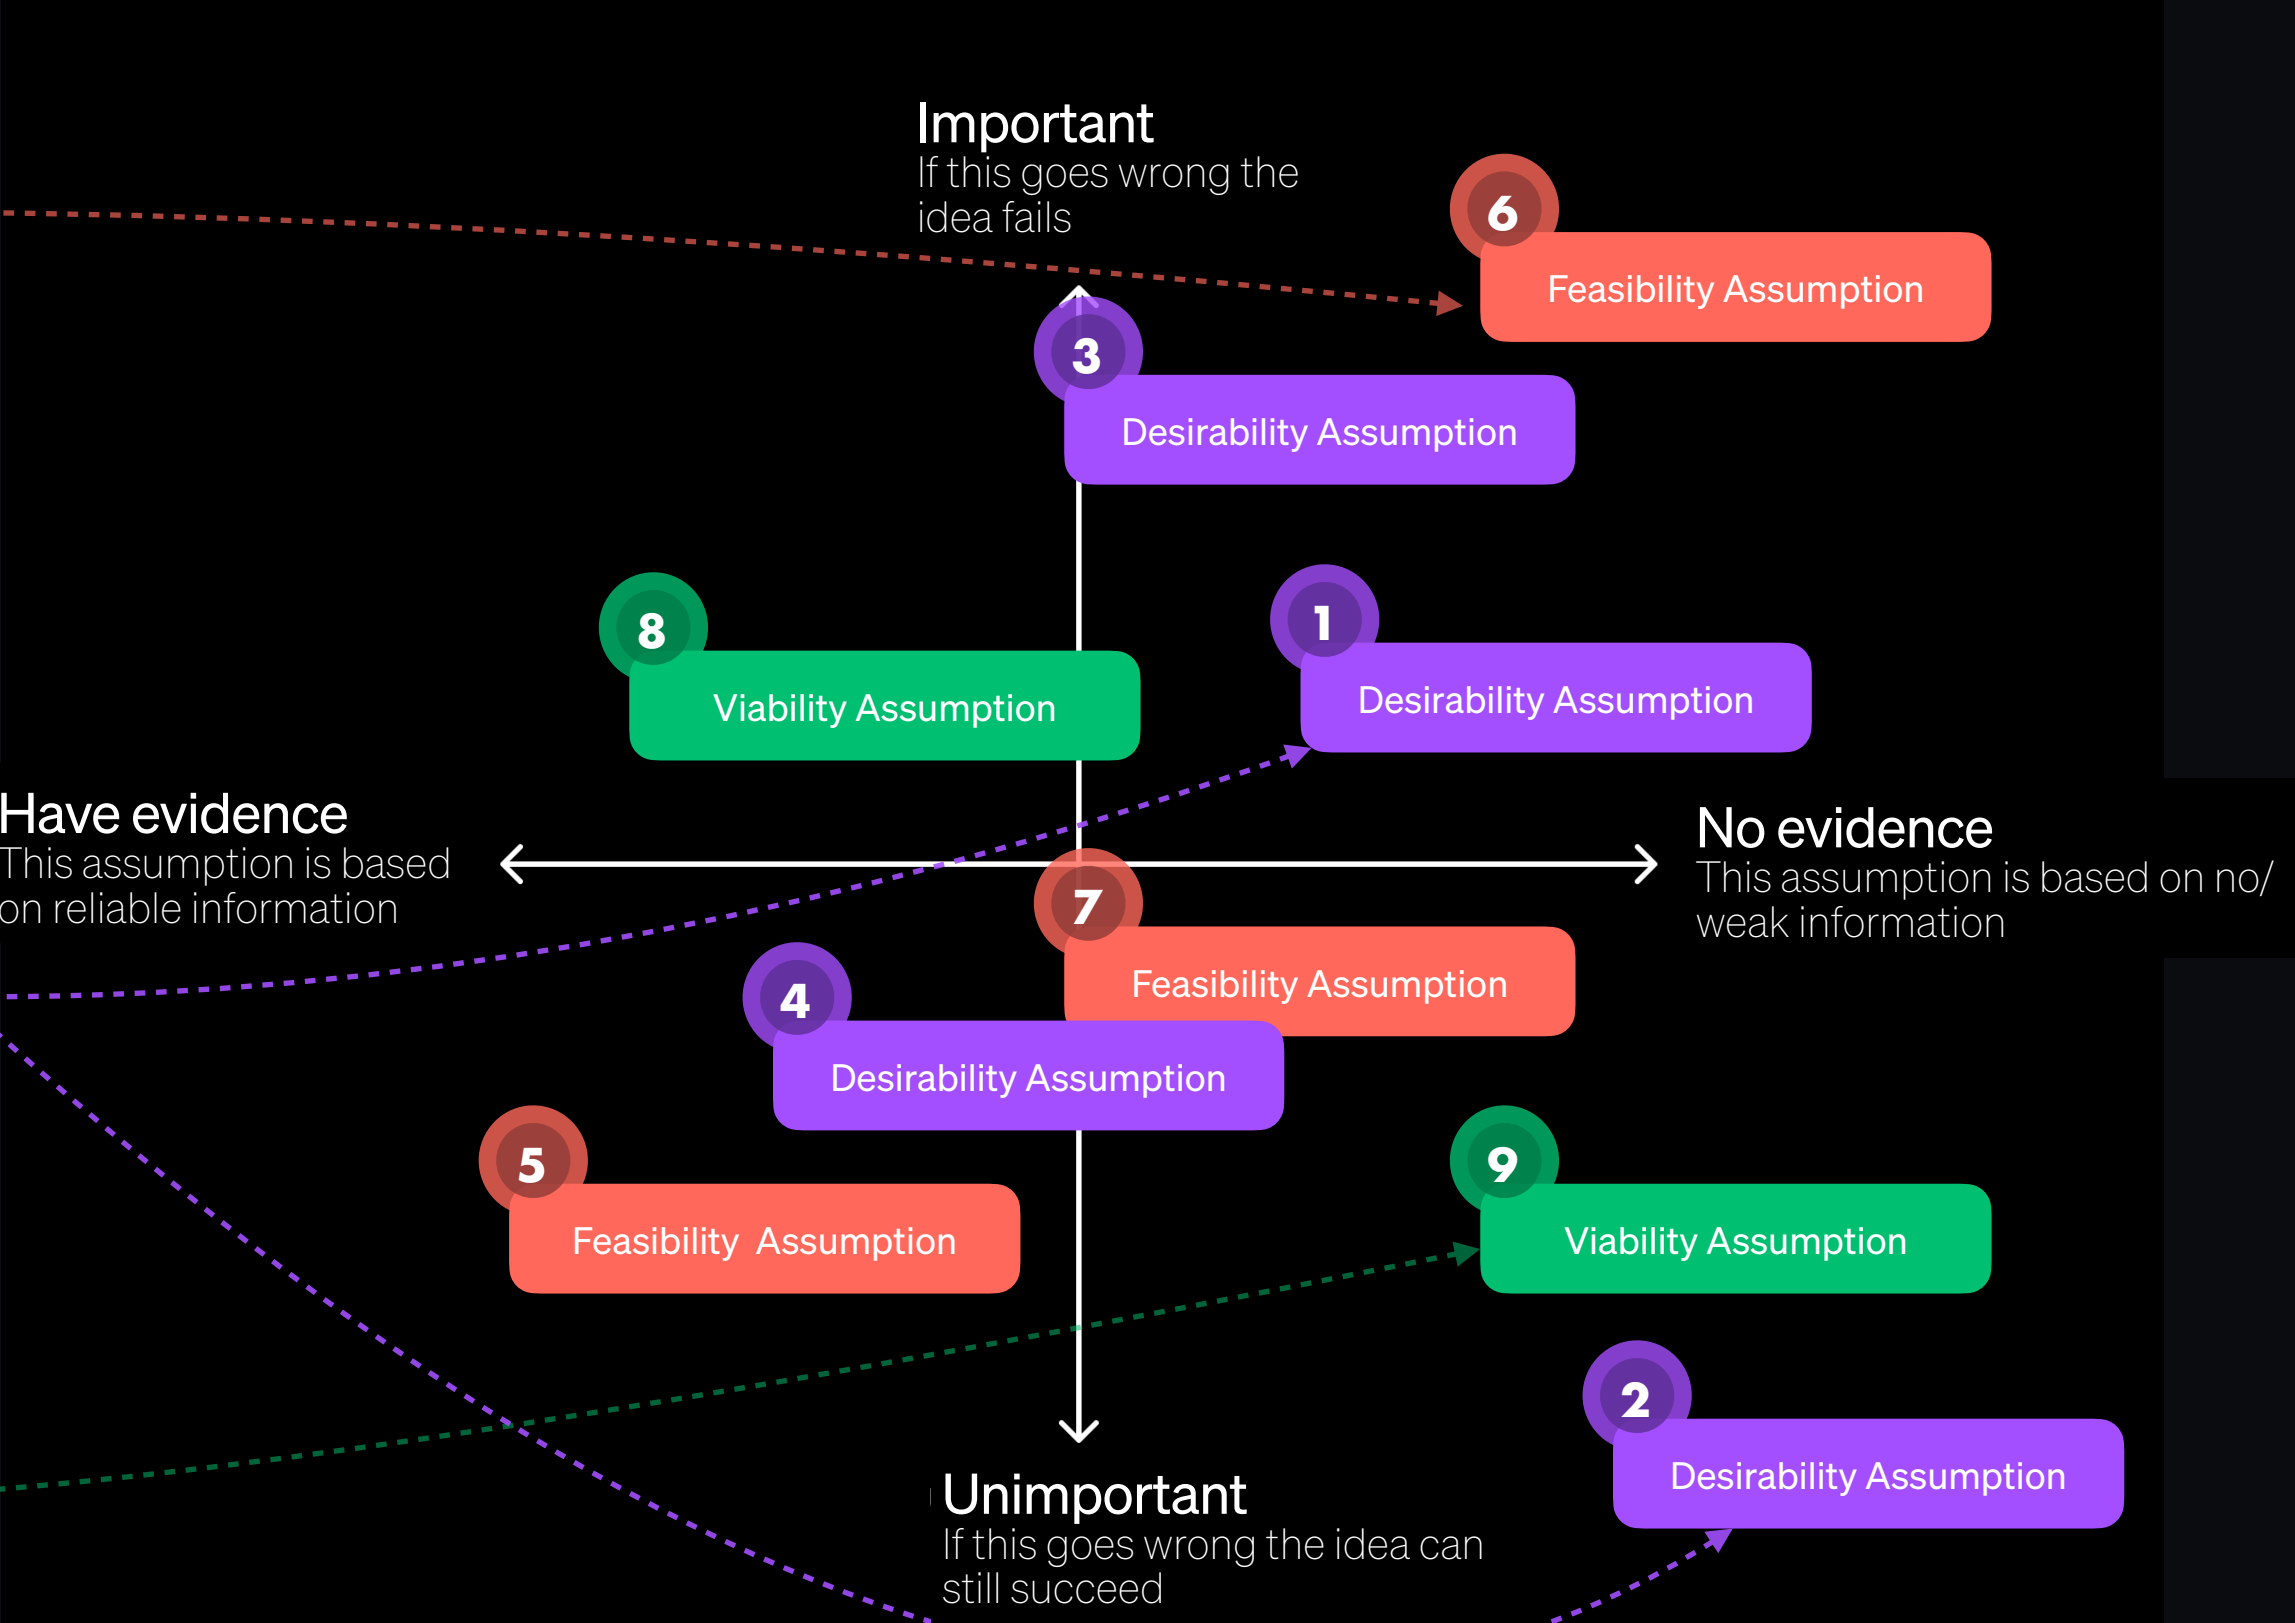 Important
If this goes wrong the
idea fails
6
Feasibility Assumption
3
Desirability Assumption
8
Viability Assumption
1
Desirability Assumption
Have evidence
This assumption is based
on reliable information
No evidence
This assumption is based on no/
weak information
7
Feasibility Assumption
4
Desirability Assumption
5
Feasibility  Assumption
9
Viability Assumption
2
Desirability Assumption
Unimportant
If this goes wrong the idea can
still succeed